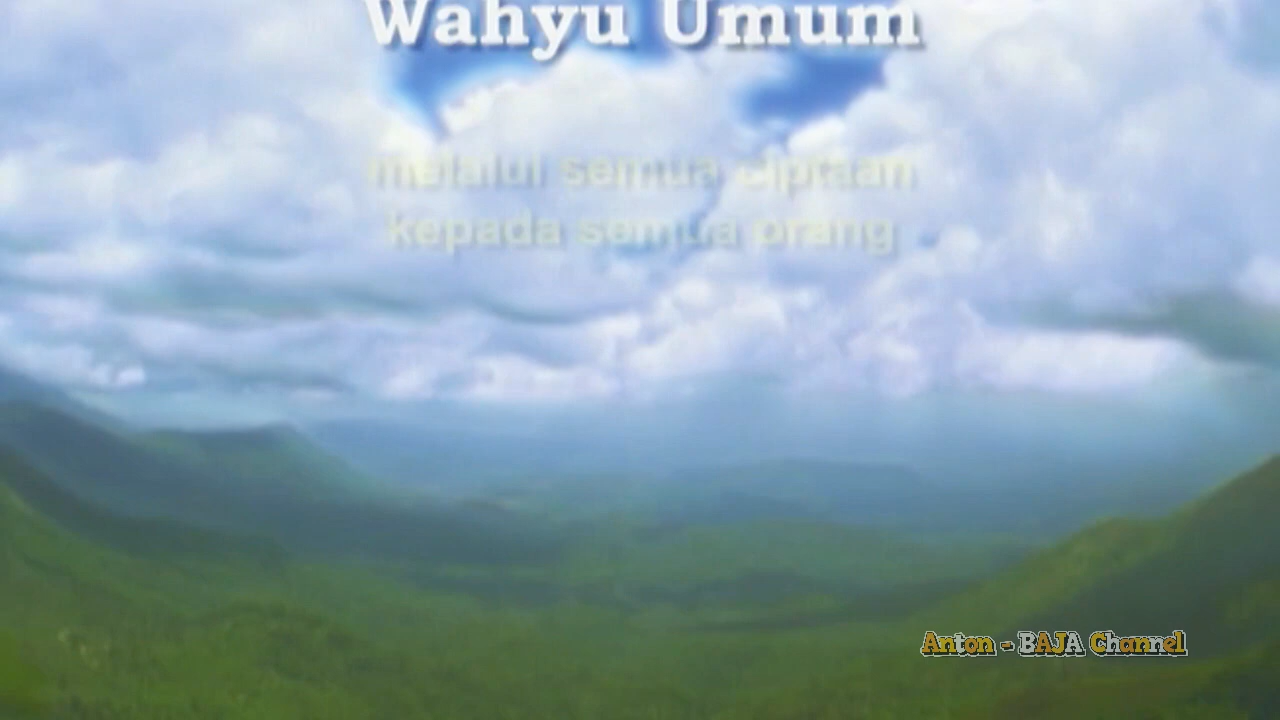 Wahyu Umum
melalui semua ciptaan
kepada semua orang
Anton - BAJA Channel